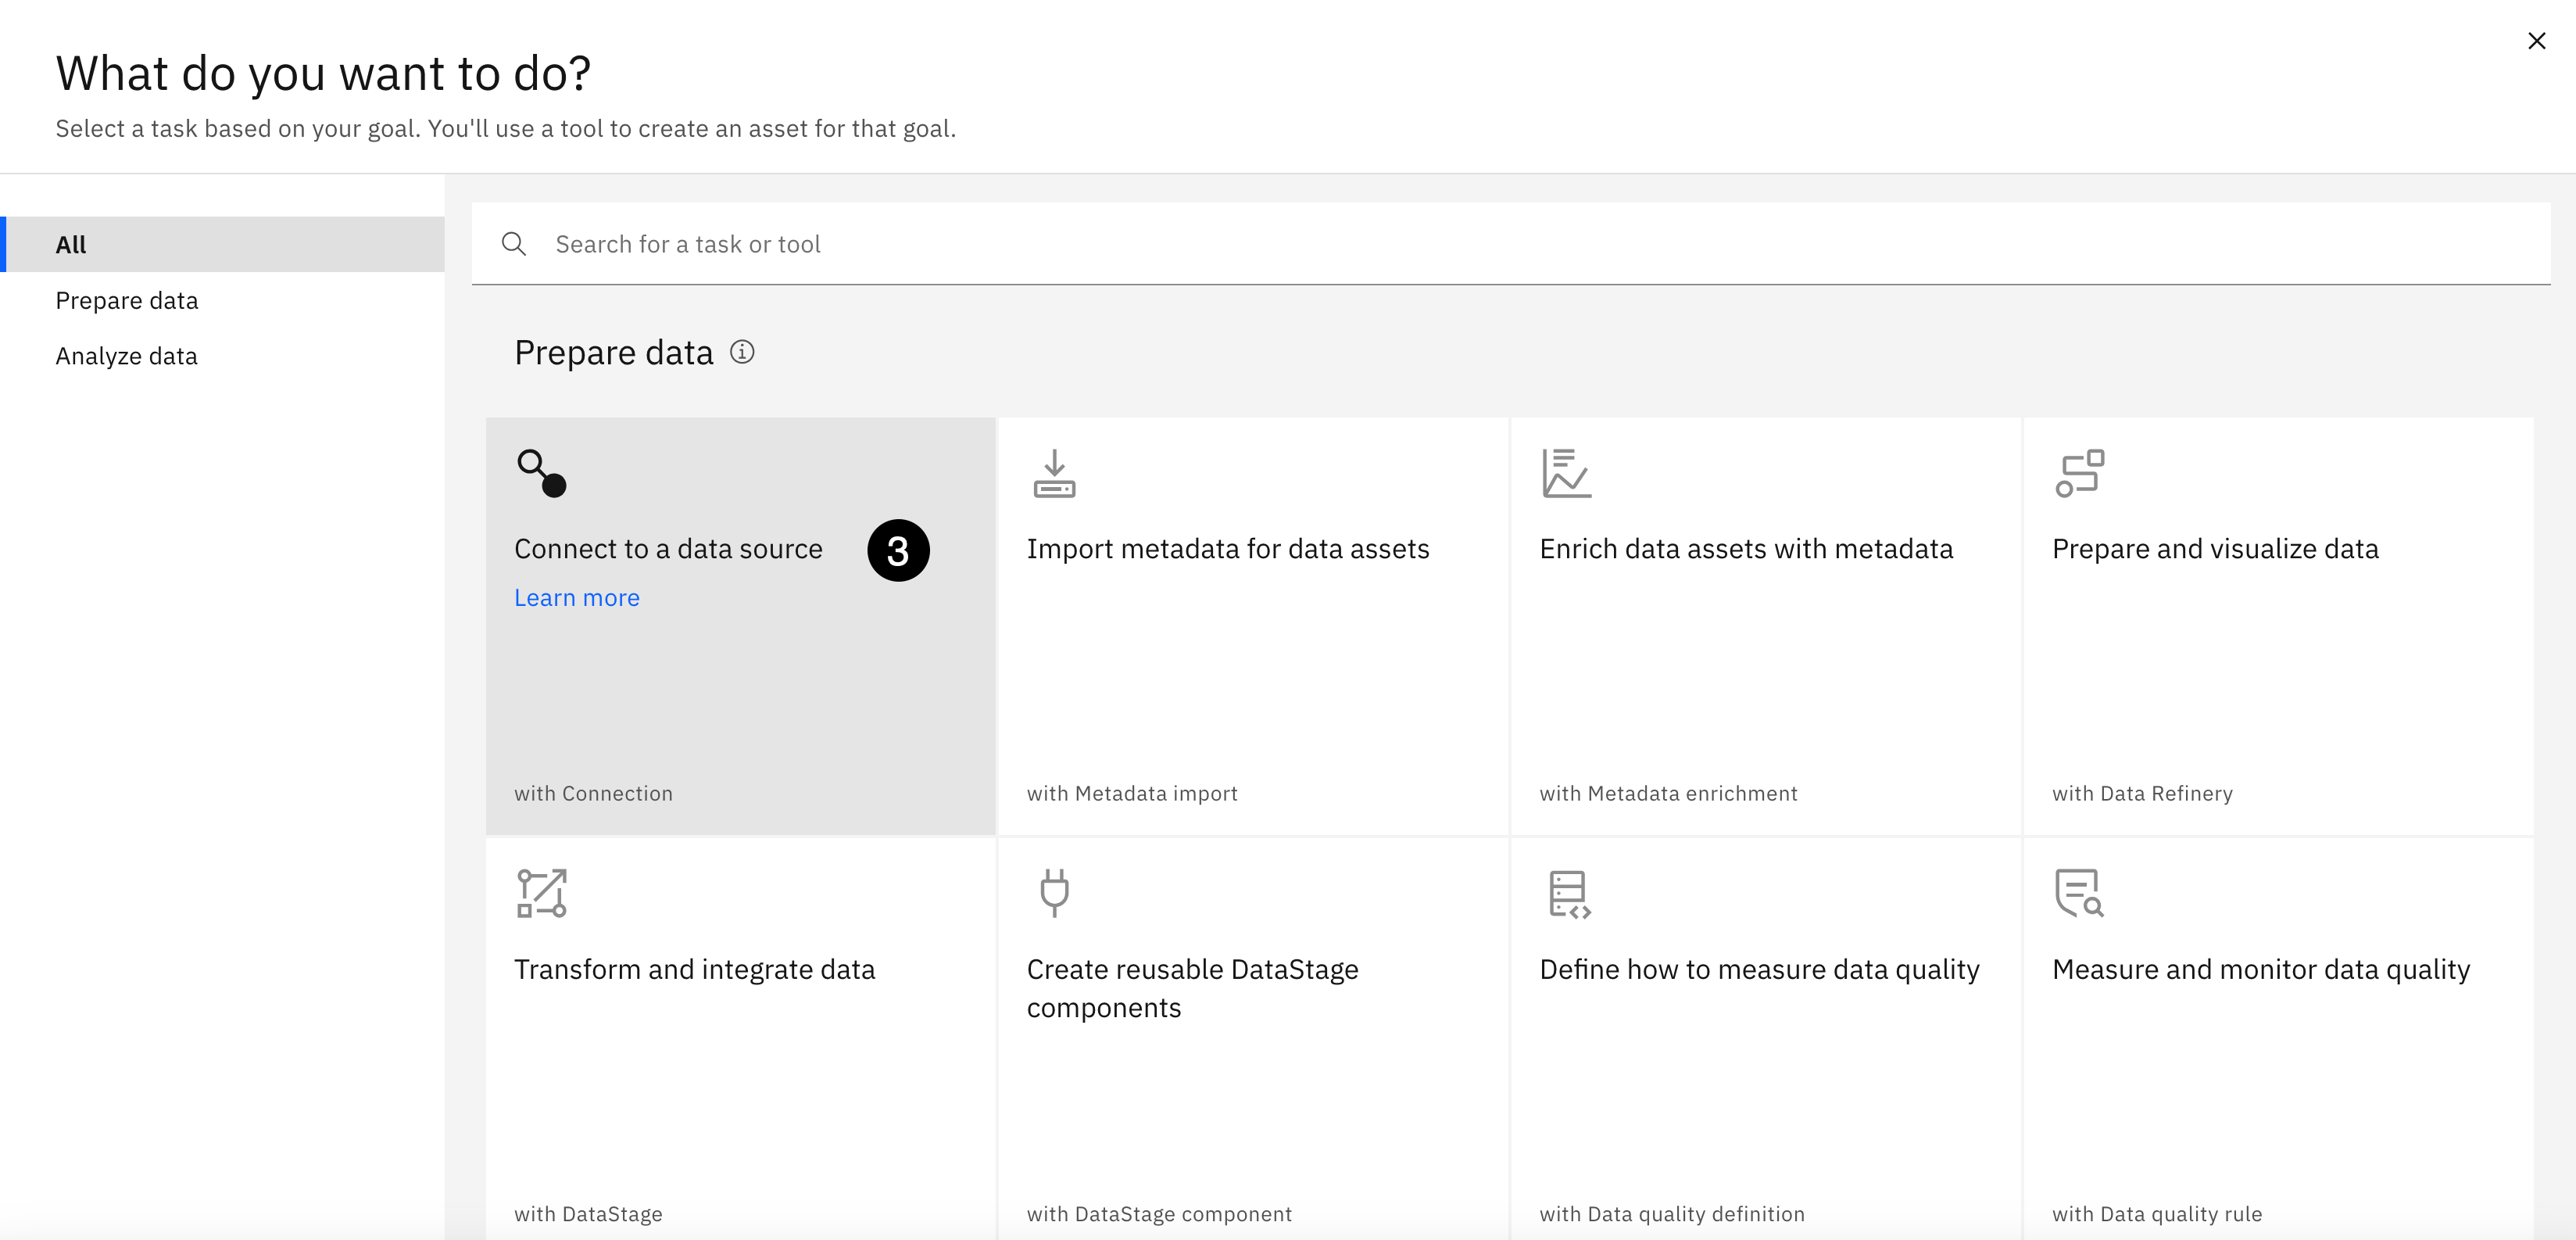 What do you want to do?
Select a task based on your goal. You'll use a tool to create an asset for that goal.
All
Prepare data
Analyze data
Search for a task or tool
Prepare data
Connect to a data source
3
Learn more
with Connection
Import metadata for data assets
with Metadata import
Enrich data assets with metadata
with Metadata enrichment
Prepare and visualize data
with Data Refinery
Transform and integrate data
with DataStage
Create reusable DataStage
components
with DataStage component
Define how to measure data quality
with Data quality definition
Measure and monitor data quality
with Data quality rule